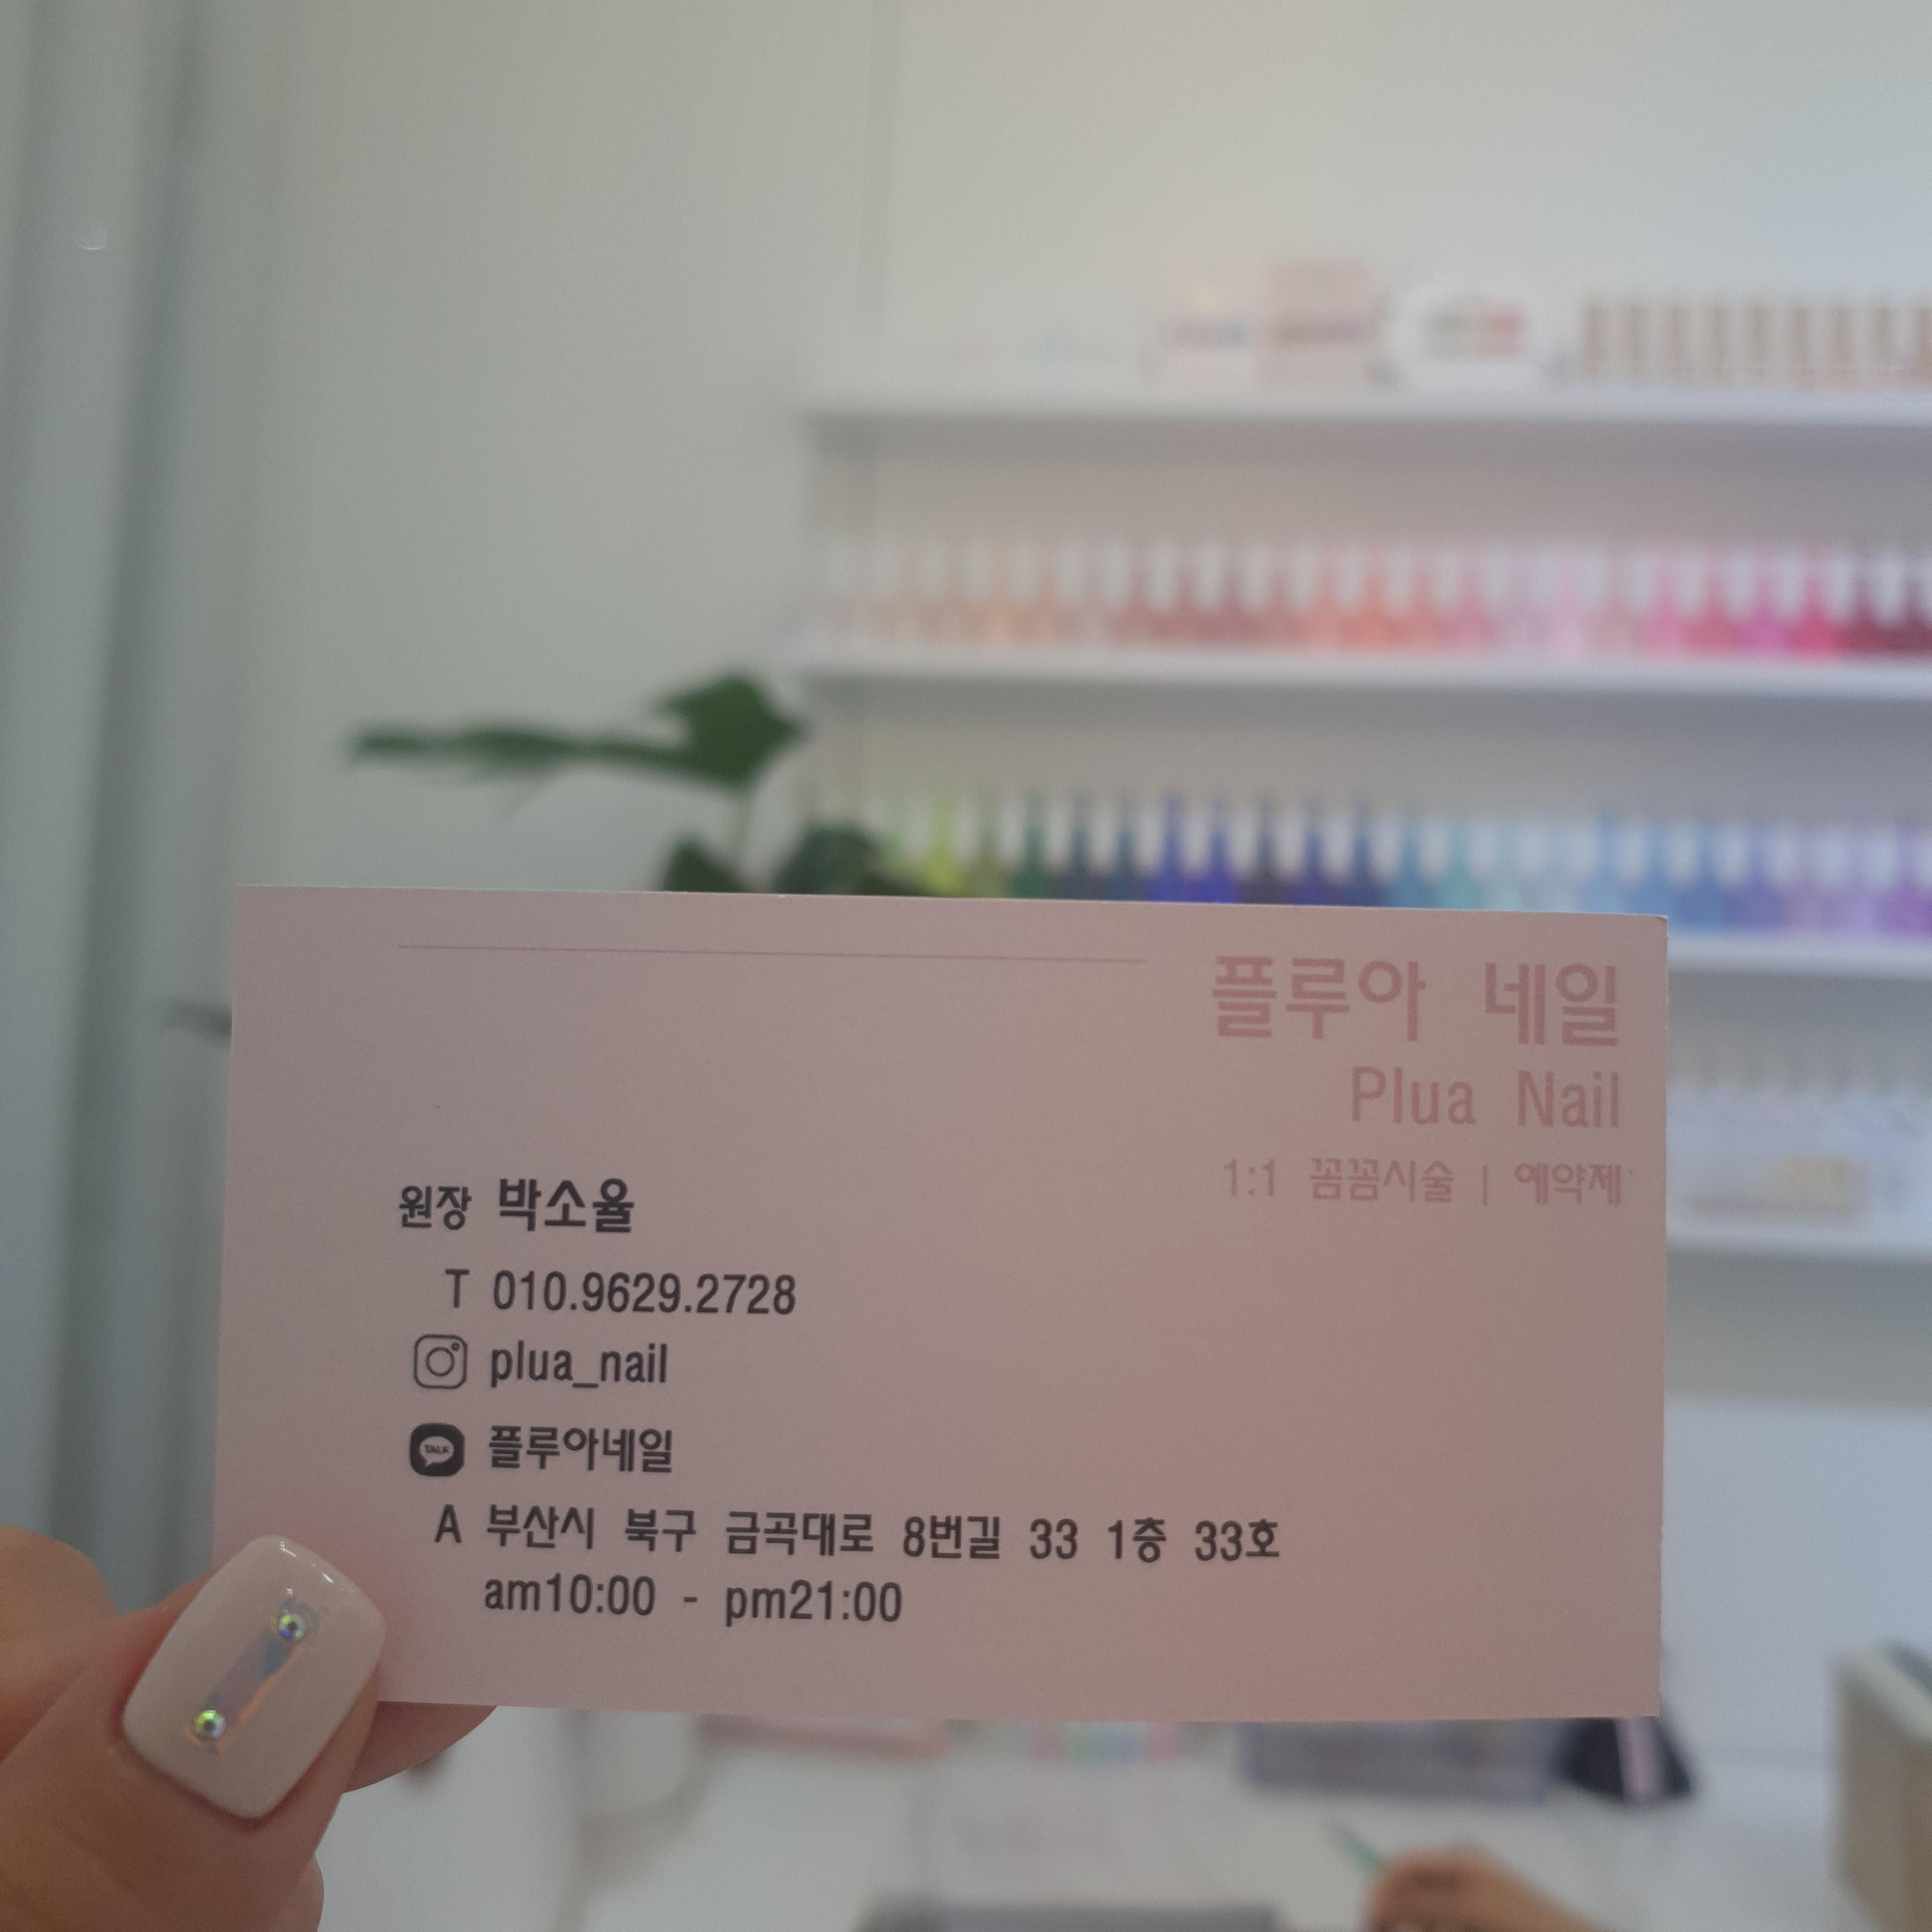 플루아 네일
Plua Nail
1:1 꼼꼼시술 | 예약제
원장 박소율
T 010.9629.2728
plua_nail
TALK 플루아네일
A 부산시 북구 금곡대로 8번길 33 1층 33호
am10:00 - pm21:00